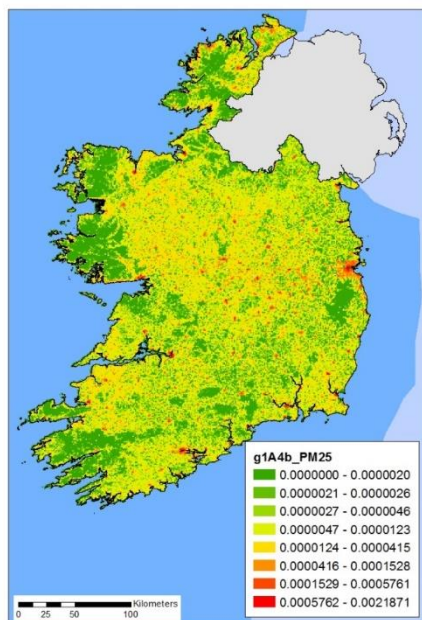 g1A4b_PM25
0.0000000 - 0.0000020
0.0000021 - 0.0000026
0.0000027 - 0.0000046
0.0000047 - 0.0000123
0.0000124 - 0.0000415
0.0000416 - 0.0001528
0.0001529 - 0.0005761
0.0005762 - 0.0021871
Kilometers
0 25 50 100